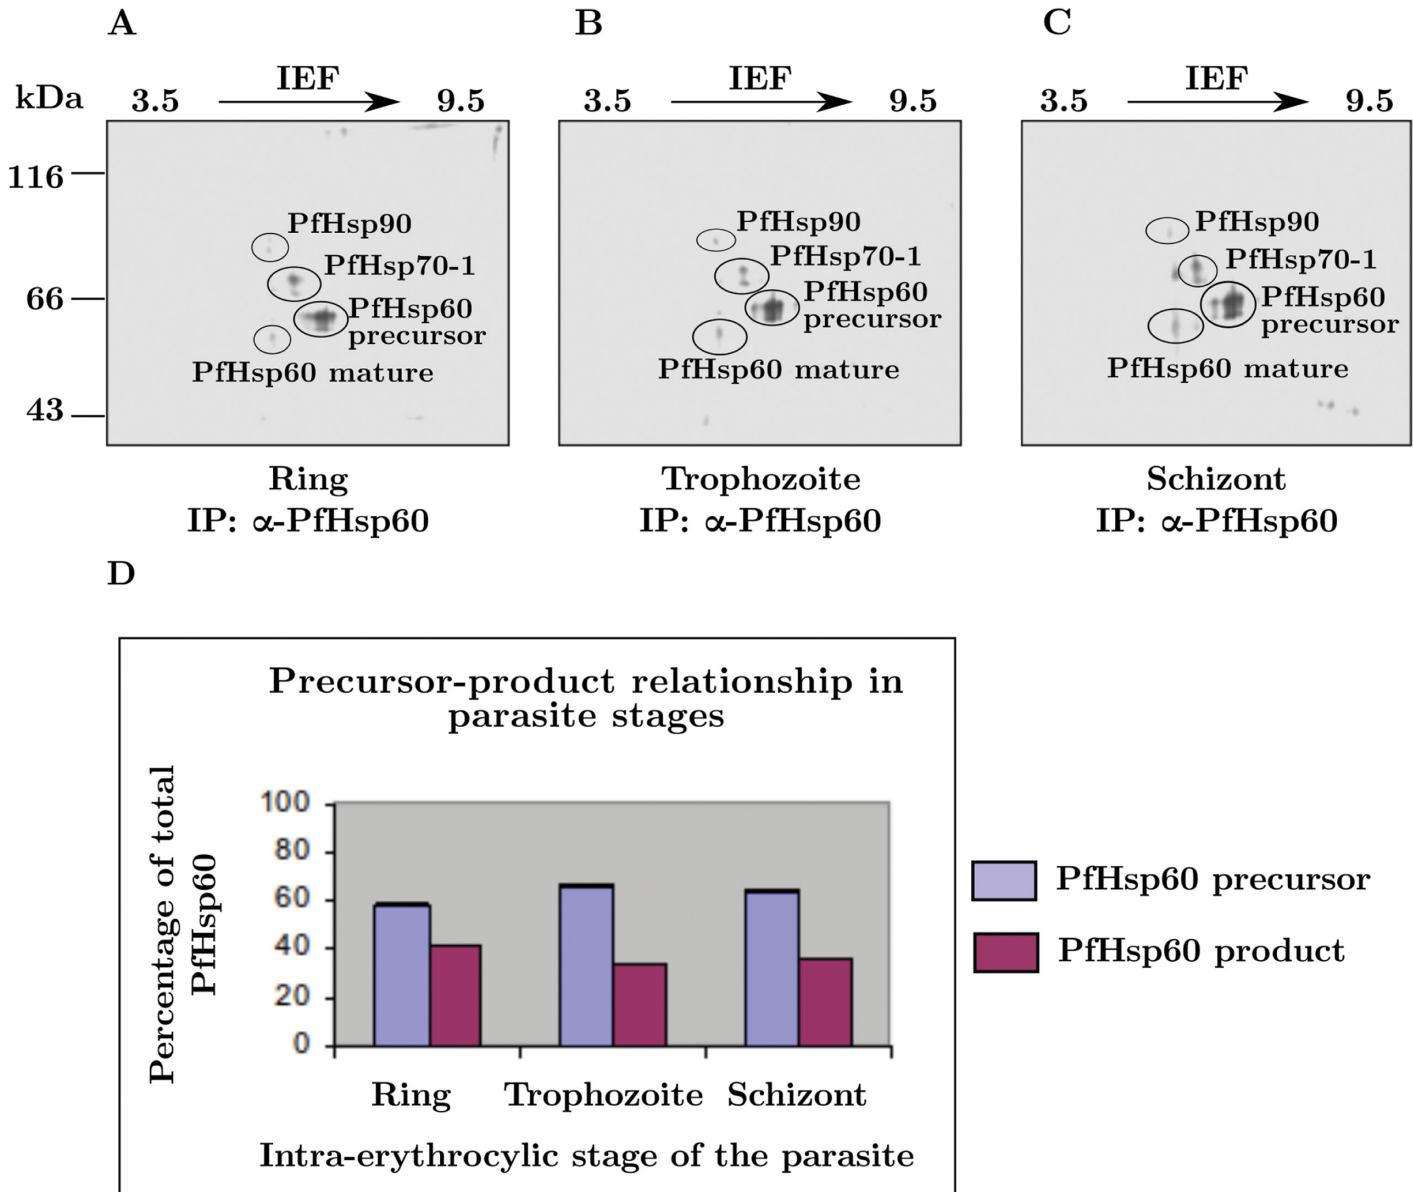 A
B
C
IEF
IEF
IEF
kDa
3.5
9.5
3.5
9.5
3.5
9.5
116
66
43
PfHsp90
PfHsp70-1
PfHsp60
precursor
PfHsp60 mature
PfHsp90
PfHsp70-1
PfHsp60
precursor
PfHsp60 mature
PfHsp90
PfHsp70-1
PfHsp60
precursor
PfHsp60 mature
Ring
IP: α-PfHsp60
Trophozoite
IP: α-PfHsp60
Schizont
IP: α-PfHsp60
D
Precursor-product relationship in
parasite stages
Percentage of total
PfHsp60
100
80
60
40
20
0
Ring
Trophozoite
Schizont
Intra-erythrocylic stage of the parasite
PfHsp60 precursor
PfHsp60 product